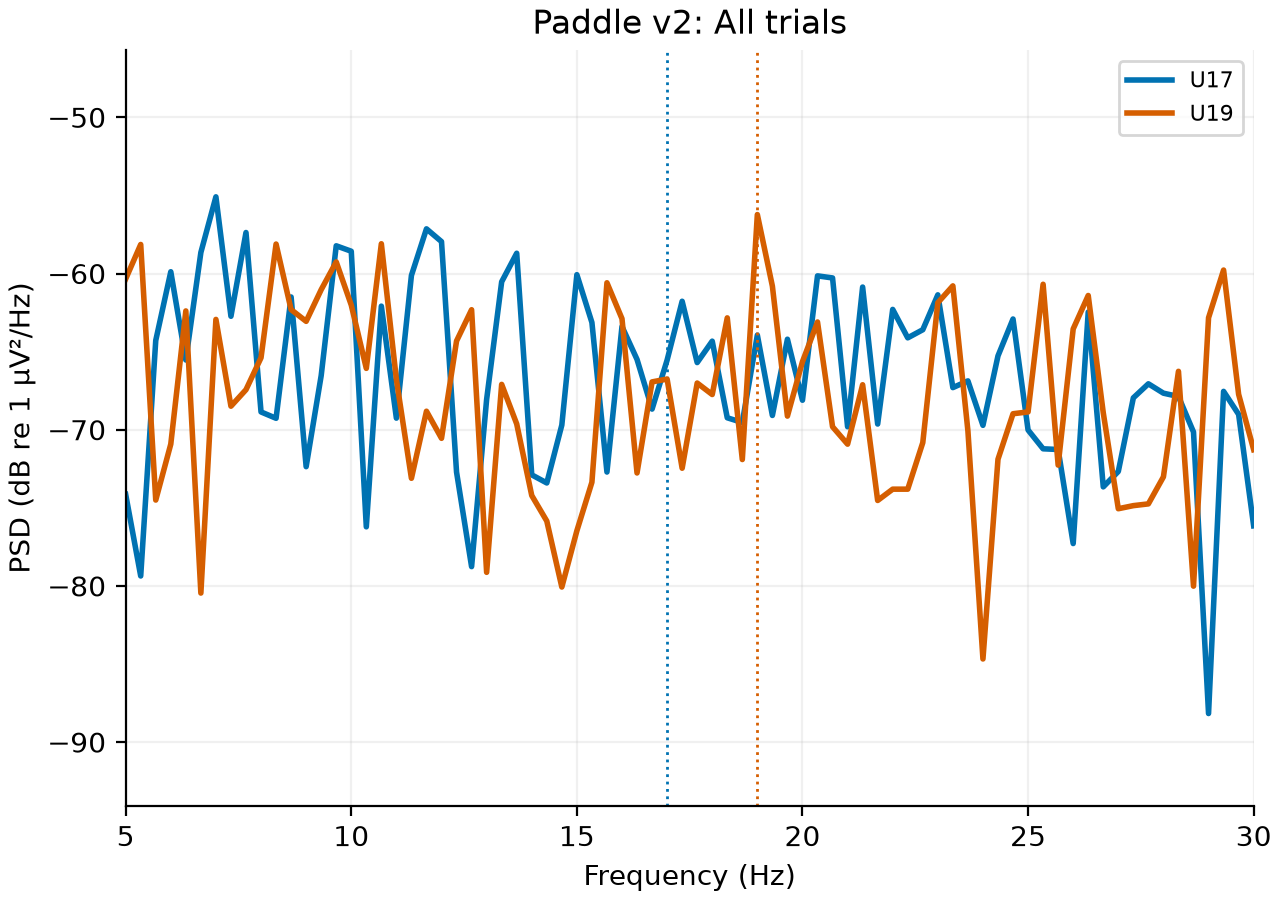 Paddle v2: All trials
U17
U19
PSD (dB re 1 µV²/Hz)
−50
−60
−70
−80
−90
5
10
15
20
25
30
Frequency (Hz)